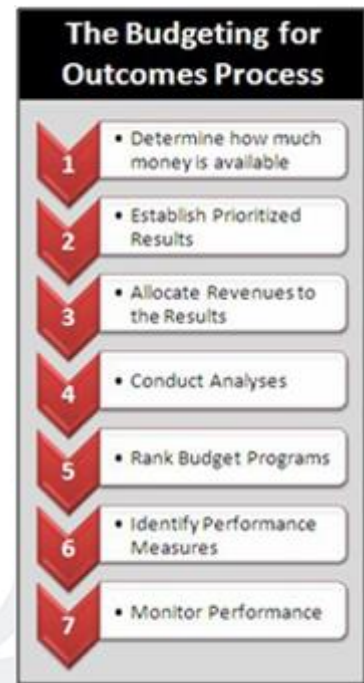 The Budgeting for
Outcomes Process
1
• Determine how much
money is available
2
• Establish Prioritized
Results
3
• Allocate Revenues to
the Results
4
• Conduct Analyses
5
• Rank Budget Programs
6
• Identify Performance
Measures
7
• Monitor Performance